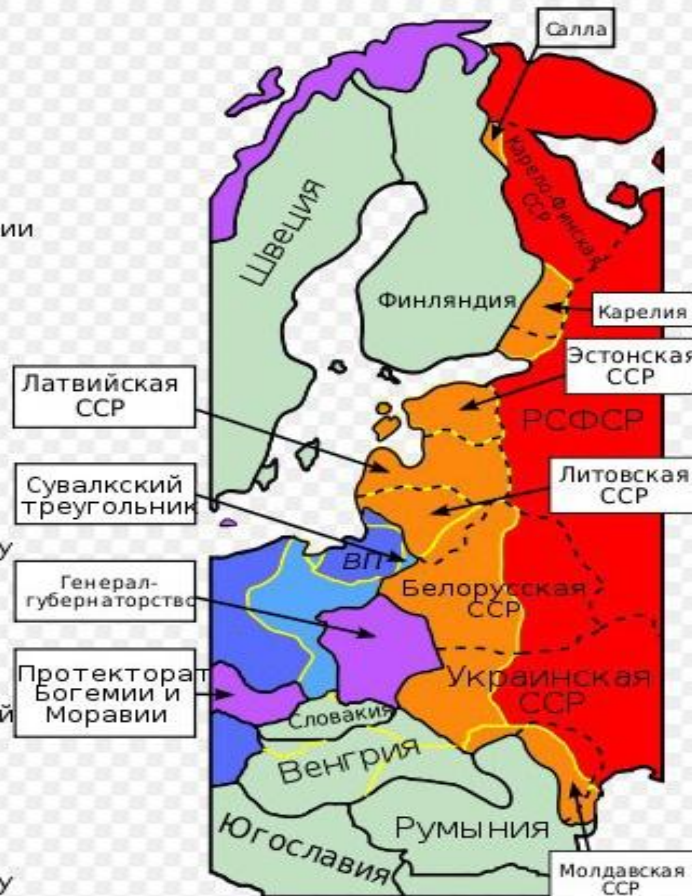 Салла
ии
Швеция
Карело-финская
ССР
Финляндия
Карелия
Эстонская
ССР
Латвийская
ССР
РСФСР
Сувалкский
треугольник
Литовская
ССР
у
ВП
Генерал-
губернаторство
Белорусская
ССР
Протекторат
Богемии и
Моравии
й
Украинская
ССР
Словакия
Венгрия
Югославия
Румыния
Молдавская
ССР
у